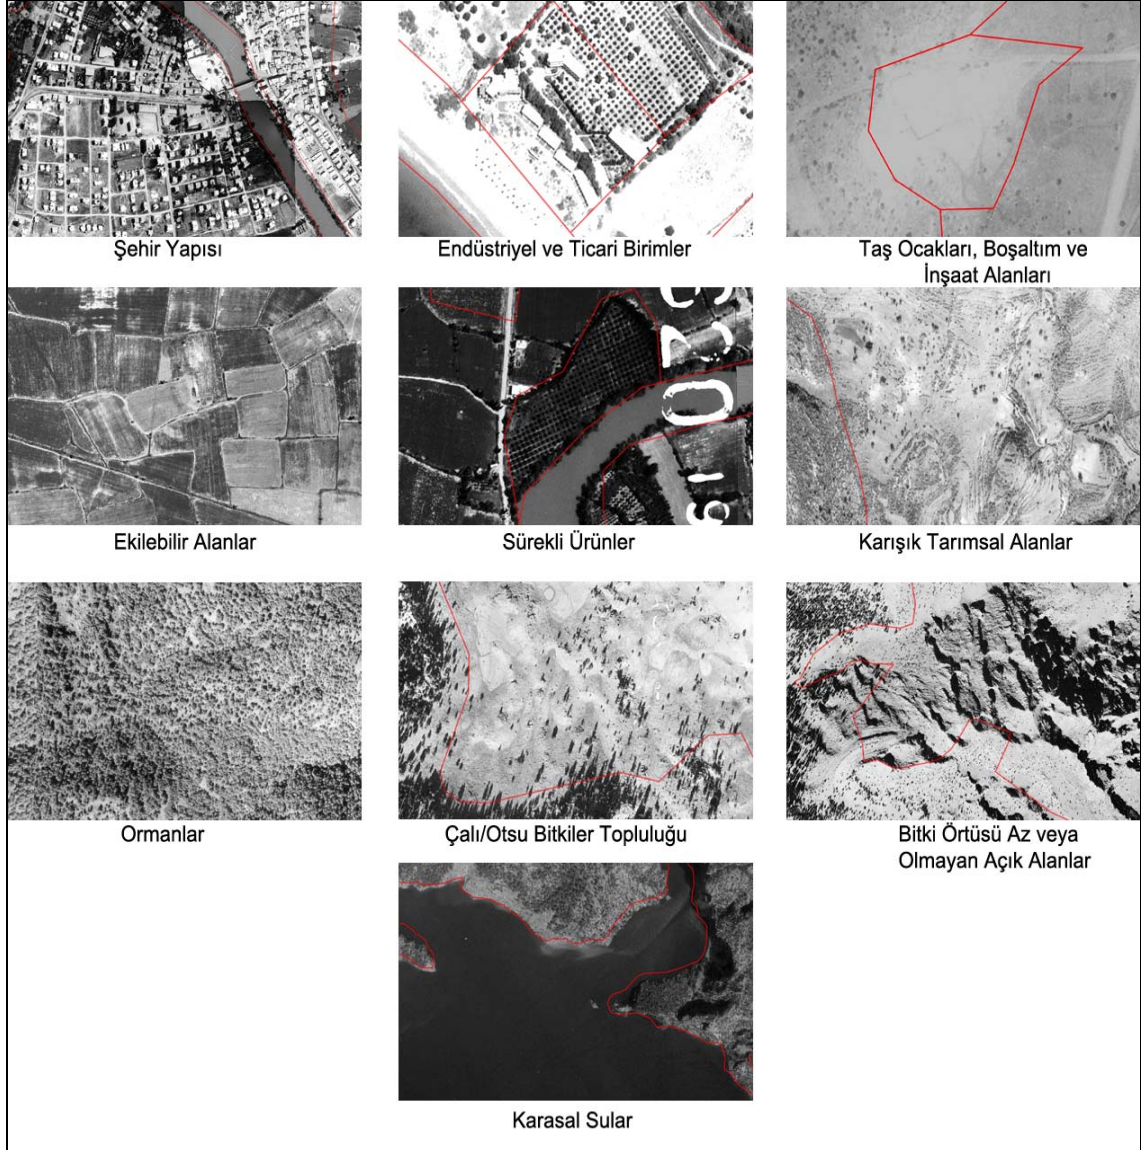 Şehir Yapısı
Endüstriyel ve Ticari Birimler
Taş Ocakları, Boşaltım ve
İnşaat Alanları
Ekilebilir Alanlar
Sürekli Ürünler
Karışık Tarımsal Alanlar
Ormanlar
Çalı/Otsu Bitkiler Topluluğu
Bitki Örtüsü Az veya
Olmayan Açık Alanlar
Karasal Sular